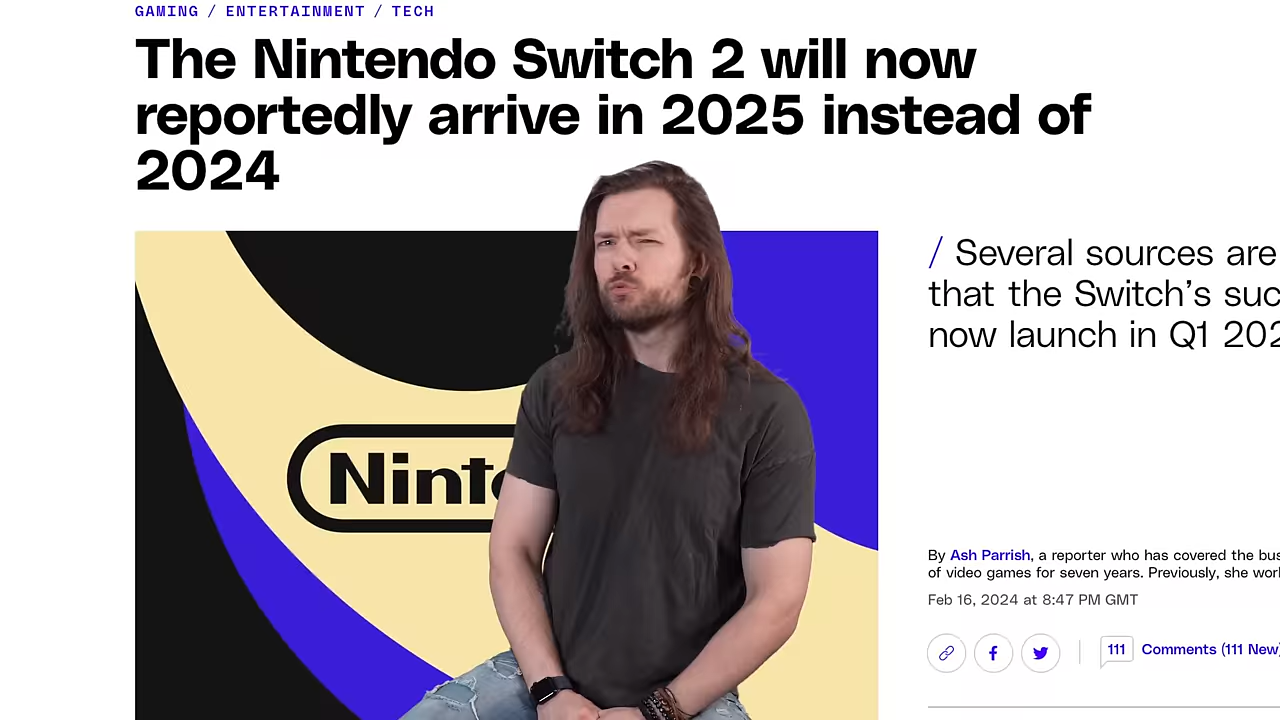 GAMING / ENTERTAINMENT / TECH
The Nintendo Switch 2 will now
reportedly arrive in 2025 instead of
2024
/ Several sources are
that the Switch's suc
now launch in Q1 202
Ninte
By Ash Parrish, a reporter who has covered the bus
of video games for seven years. Previously, she wor
Feb 16, 2024 at 8:47 PM GMT
111 Comments (111 New)